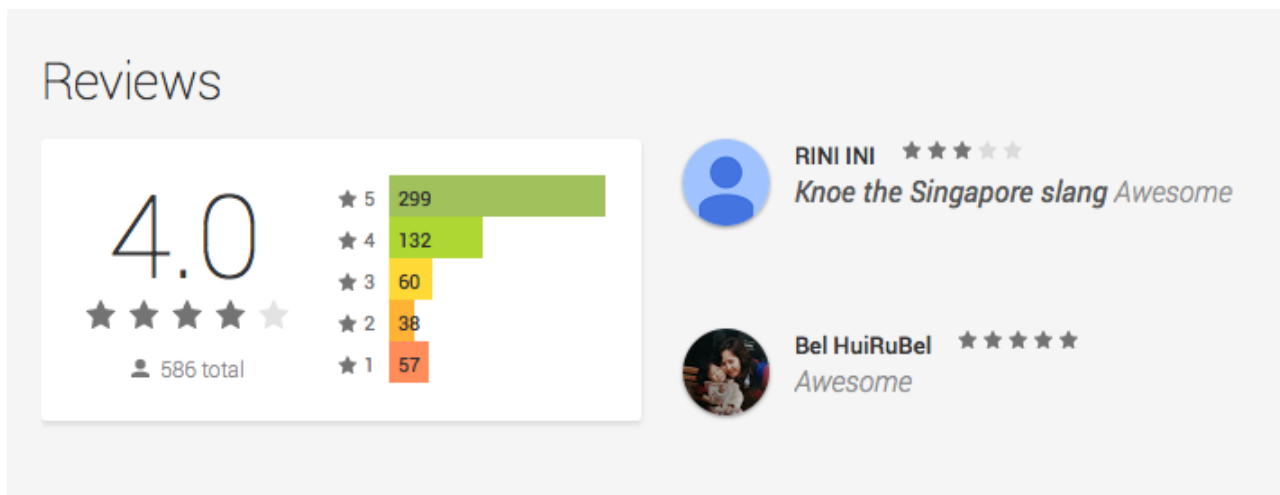 Reviews
4.0
586 total
5 299
4 132
3 60
2 38
1 57
RINI INI
Knoe the Singapore slang Awesome
Bel HuiRuBel
Awesome